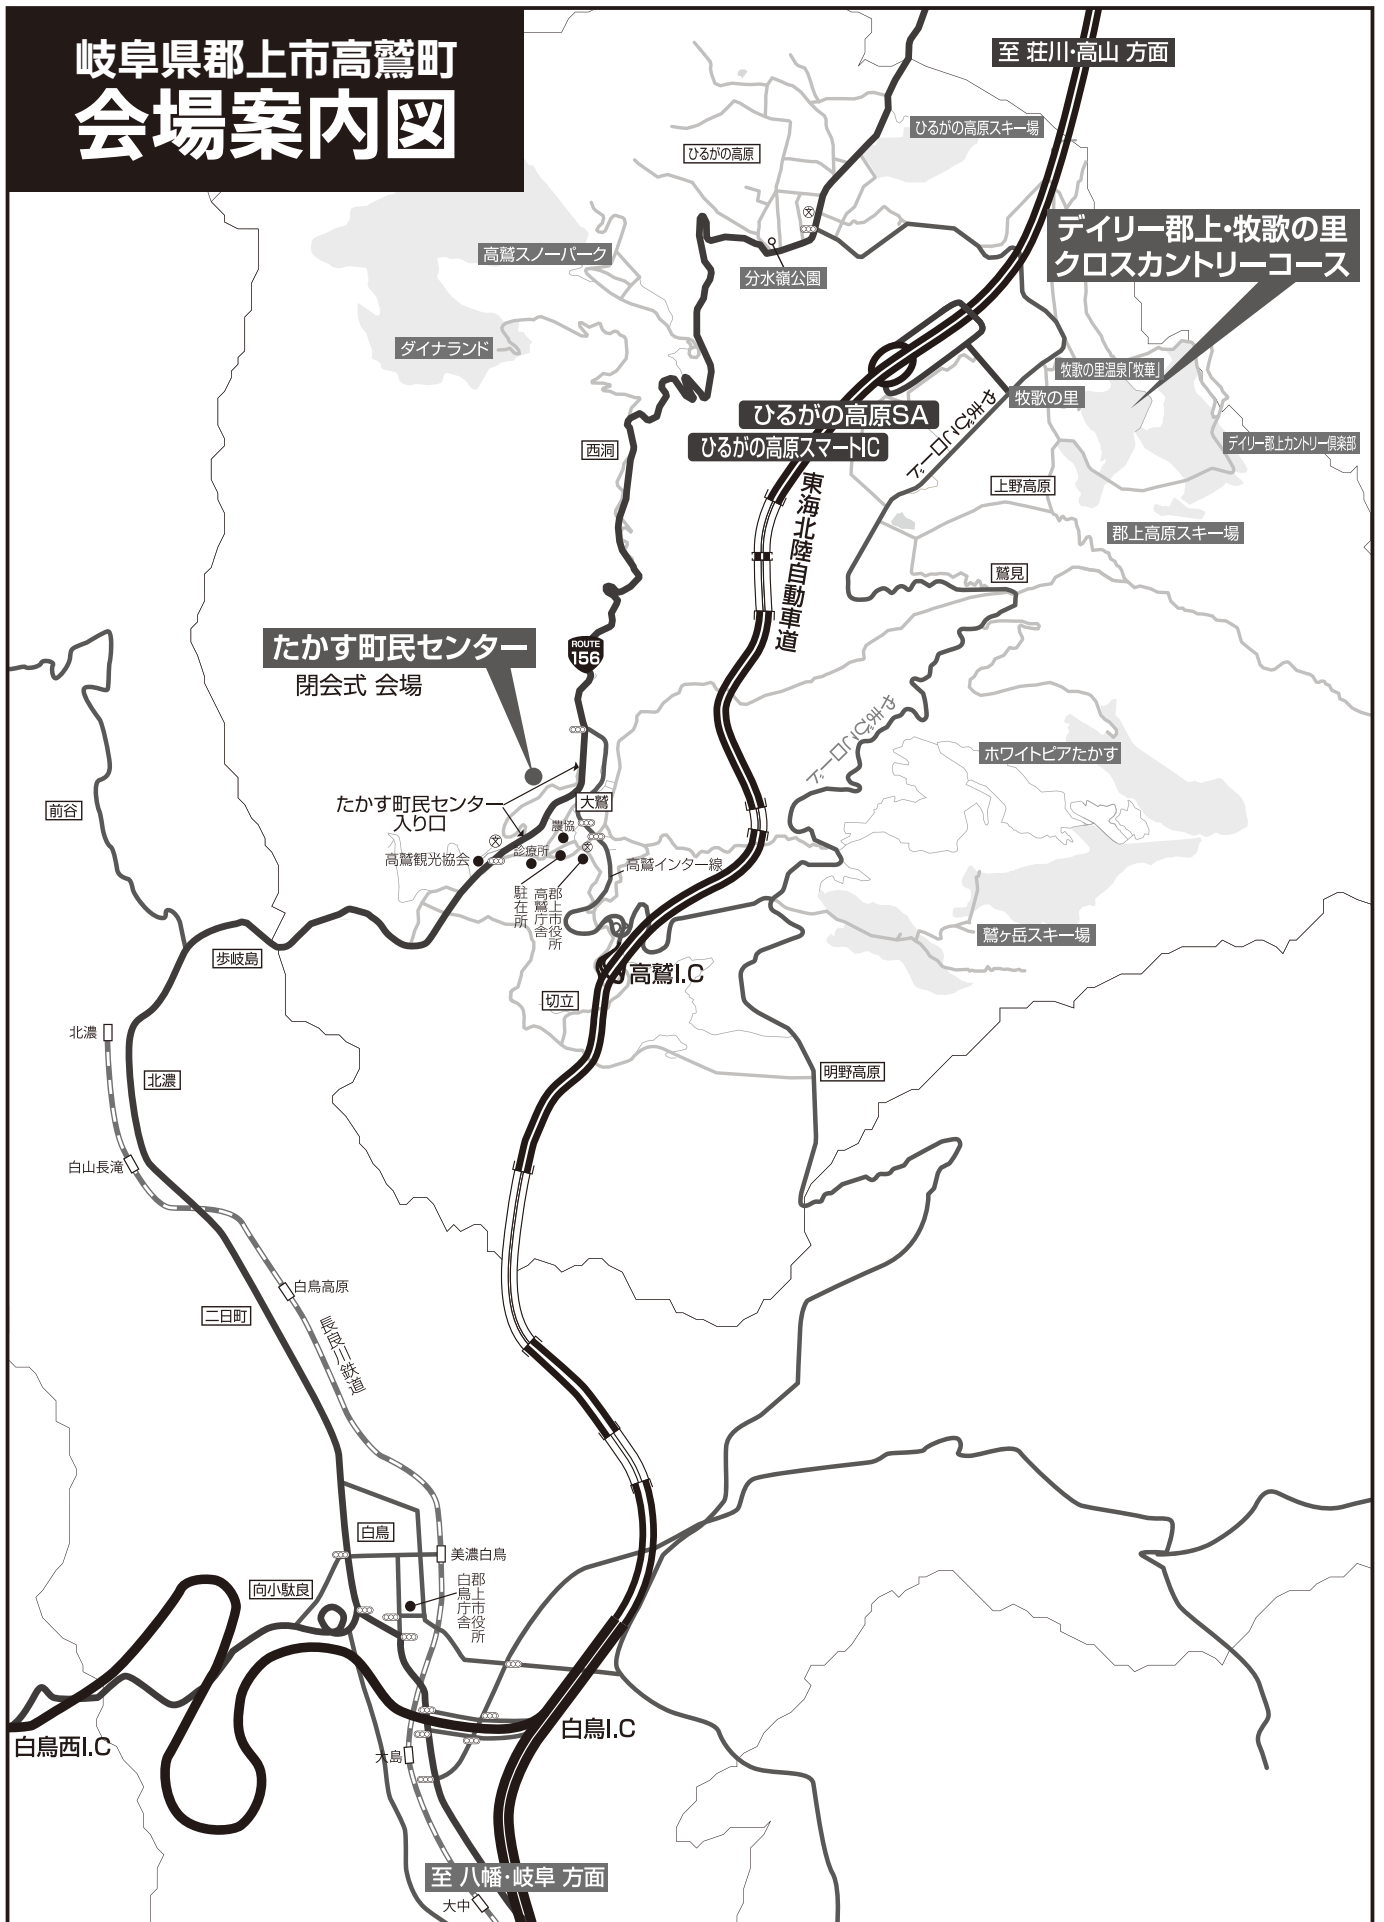 岐阜県郡上市高鷲町
会場案内図
至 荘川・高山 方面
ひるがの高原スキー場
ひるがの高原
デイリー郡上・牧歌の里
クロスカントリーコース
高鷲スノーパーク
分水嶺公園
ダイナランド
牧歌の里温泉「牧華」
牧歌の里
やまびこロード
ひるがの高原SA
ひるがの高原スマートIC
デイリー郡上カントリー倶楽部
西洞
東海北陸自動車道
上野高原
郡上高原スキー場
鷲見
たかす町民センター
閉会式 会場
ROUTE
156
やまびこロード
ホワイトピアたかす
前谷
たかす町民センター
入り口
大鷲
農協
診療所
高鷲観光協会
高鷲インター線
駐在所
郡上市役所
高鷲庁舎
鷲ヶ岳スキー場
歩岐島
高鷲I.C
切立
北濃
北濃
明野高原
白山長滝
白鳥高原
二日町
長良川鉄道
白鳥
美濃白鳥
向小駄良
郡上市役所
白鳥庁舎
白鳥I.C
白鳥西I.C
大島
至 八幡・岐阜 方面
大中